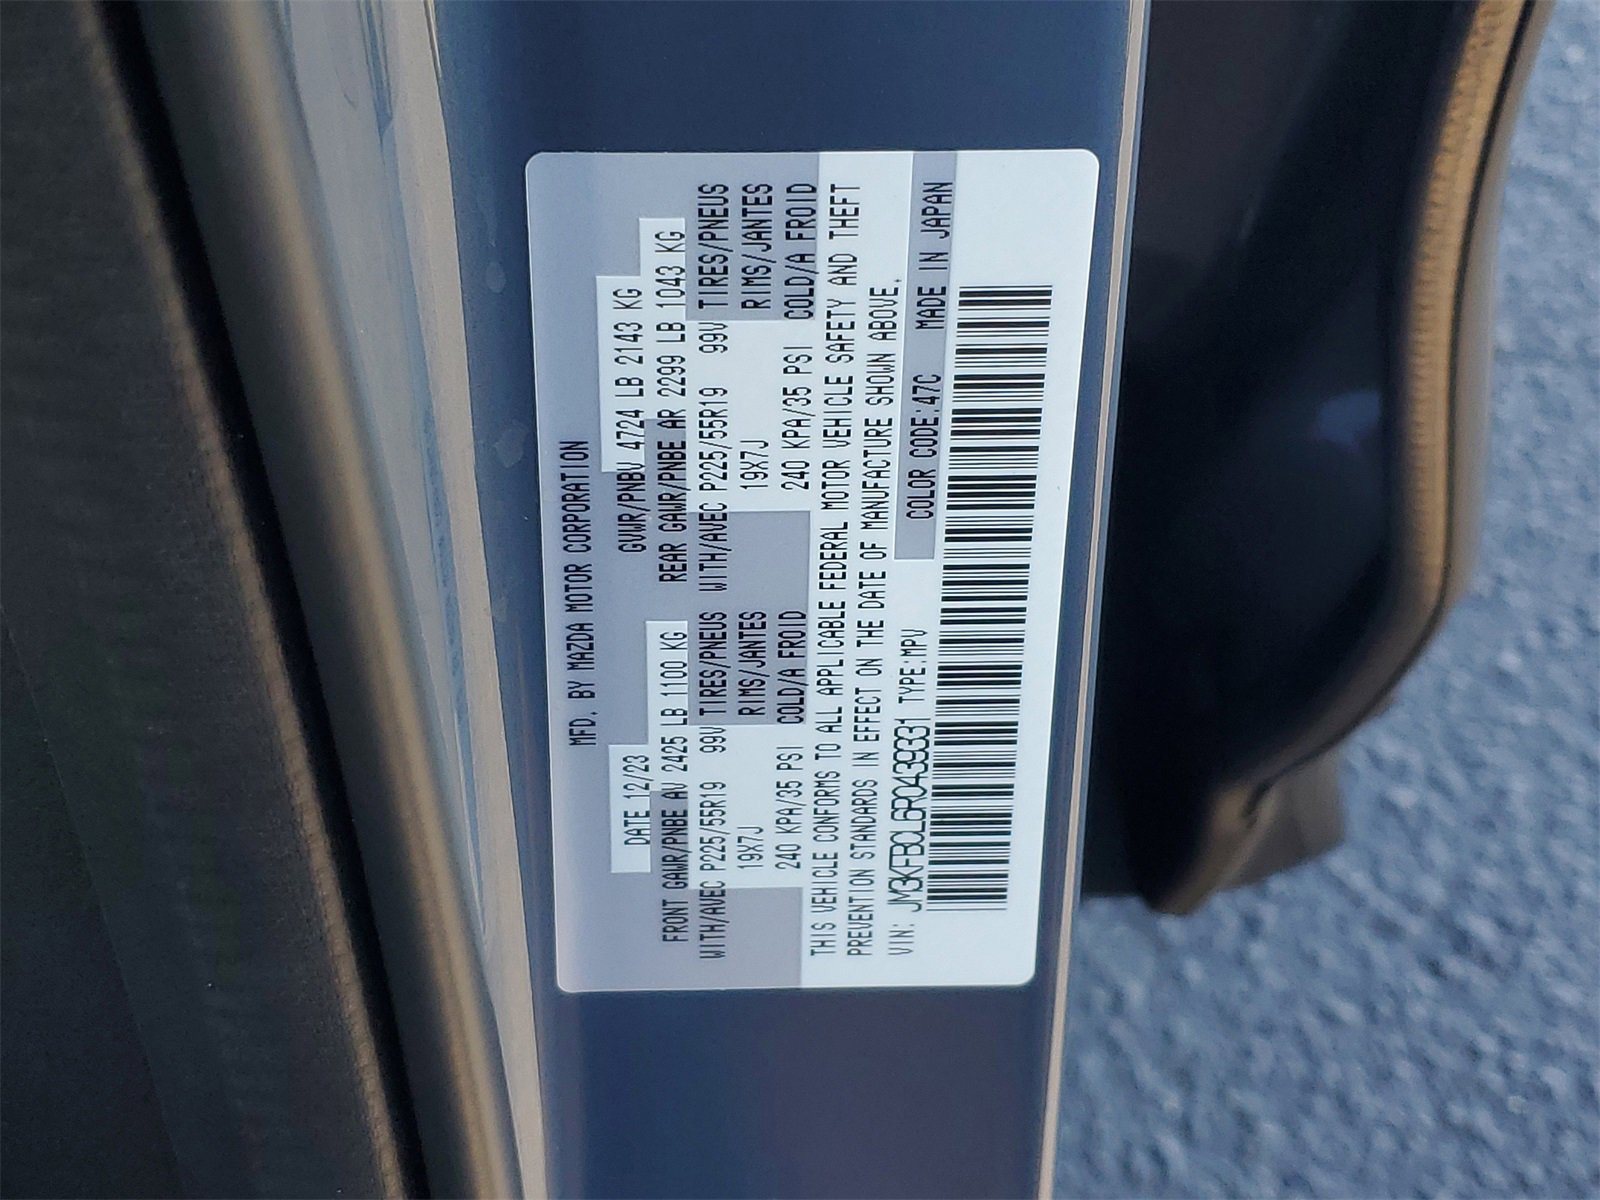 MFD. BY MAZDA MOTOR CORPORATION
DATE 12/23 GVWR/PNBV 4724 LB 2143 KG
FRONT GAWR/PNBE AV 2425 LB 1100 KG REAR GAWR/PNBE AR 2299 LB 1043 KG
WITH/AVEC P225/55R19 99V TIRES/PNEUS WITH/AVEC P225/55R19 99V TIRES/PNEUS
19X7J RIMS/JANTES 19X7J RIMS/JANTES
240 KPA/35 PSI COLD/A FROID 240 KPA/35 PSI COLD/A FROID
THIS VEHICLE CONFORMS TO ALL APPLICABLE FEDERAL MOTOR VEHICLE SAFETY AND THEFT
PREVENTION STANDARDS IN EFFECT ON THE DATE OF MANUFACTURE SHOWN ABOVE.
VIN: JM3KFBCL6R0439331 TYPE:MPV COLOR CODE:47C MADE IN JAPAN